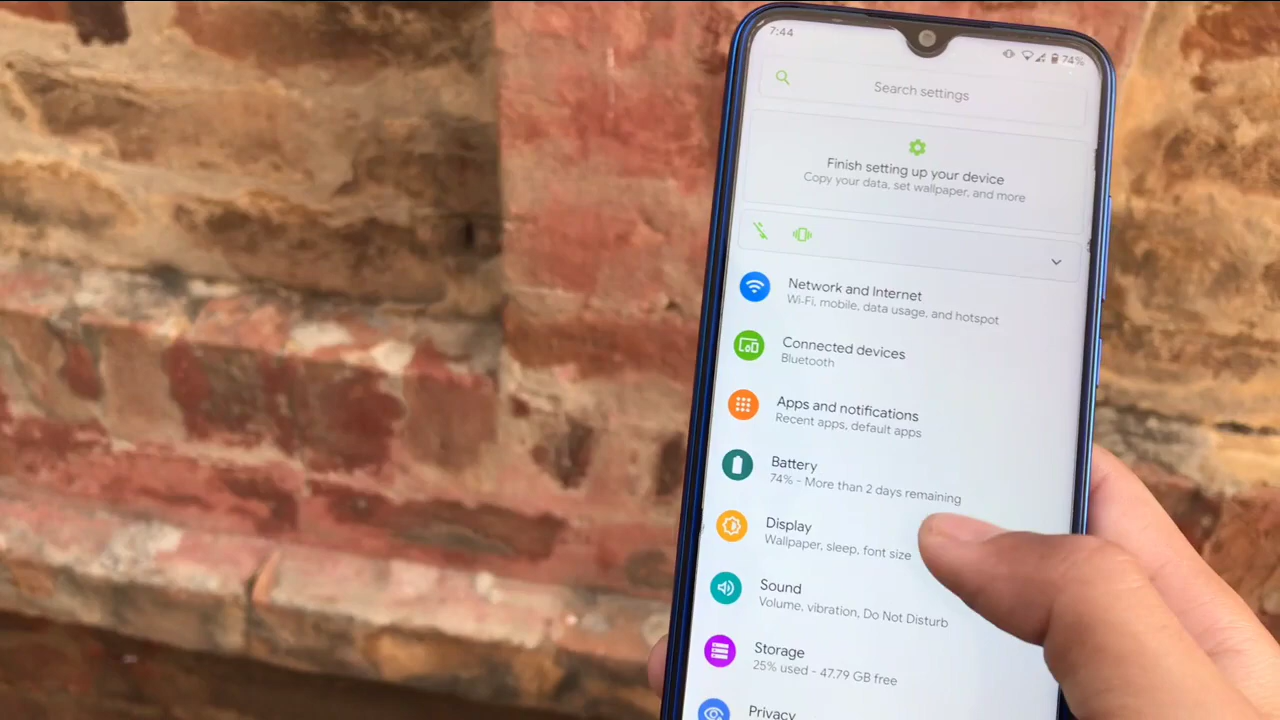 7:44
74%
Search settings
Finish setting up your device
Copy your data, set wallpaper, and more
Network and Internet
Wi-Fi, mobile, data usage, and hotspot
Connected devices
Bluetooth
Apps and notifications
Recent apps, default apps
Battery
74% - More than 2 days remaining
Display
Wallpaper, sleep, font size
Sound
Volume, vibration, Do Not Disturb
Storage
25% used - 47.79 GB free
Privacy